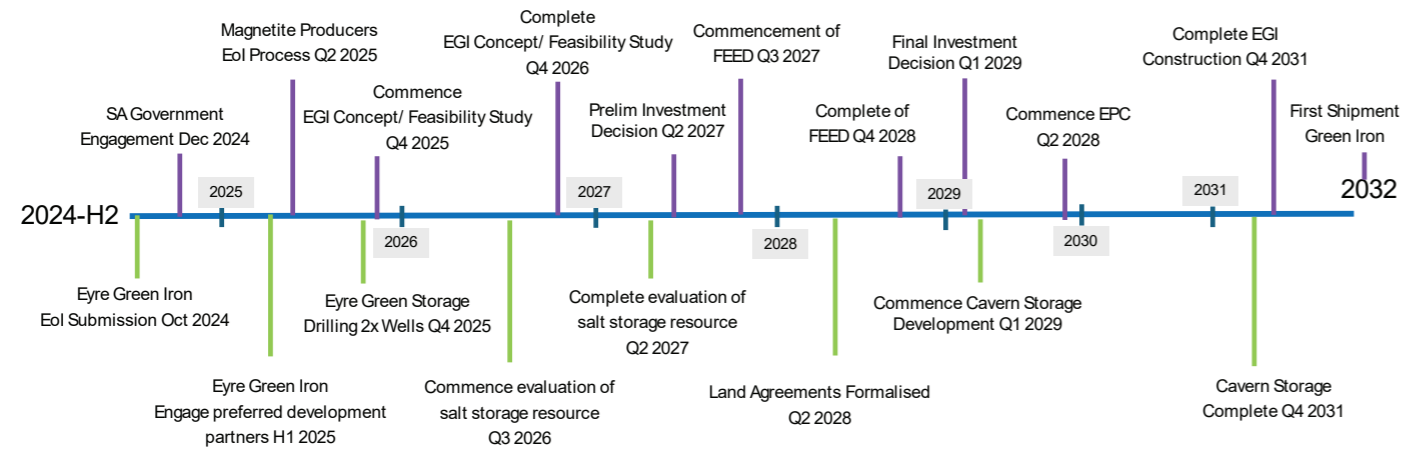 Magnetite Producers
EoI Process Q2 2025
Complete
EGI Concept/ Feasibility Study
Q4 2026
Commencement of
FEED Q3 2027
Final Investment
Decision Q1 2029
Complete EGI
Construction Q4 2031
SA Government
Engagement Dec 2024
Commence
EGI Concept/ Feasibility Study
Q4 2025
Prelim Investment
Decision Q2 2027
Complete of
FEED Q4 2028
Commence EPC
Q2 2028
First Shipment
Green Iron
2024-H2
2025
2026
2027
2028
2029
2030
2031
2032
Eyre Green Iron
EoI Submission Oct 2024
Eyre Green Storage
Drilling 2x Wells Q4 2025
Complete evaluation of
salt storage resource
Q2 2027
Commence Cavern Storage
Development Q1 2029
Eyre Green Iron
Engage preferred development
partners H1 2025
Commence evaluation of
salt storage resource
Q3 2026
Land Agreements Formalised
Q2 2028
Cavern Storage
Complete Q4 2031